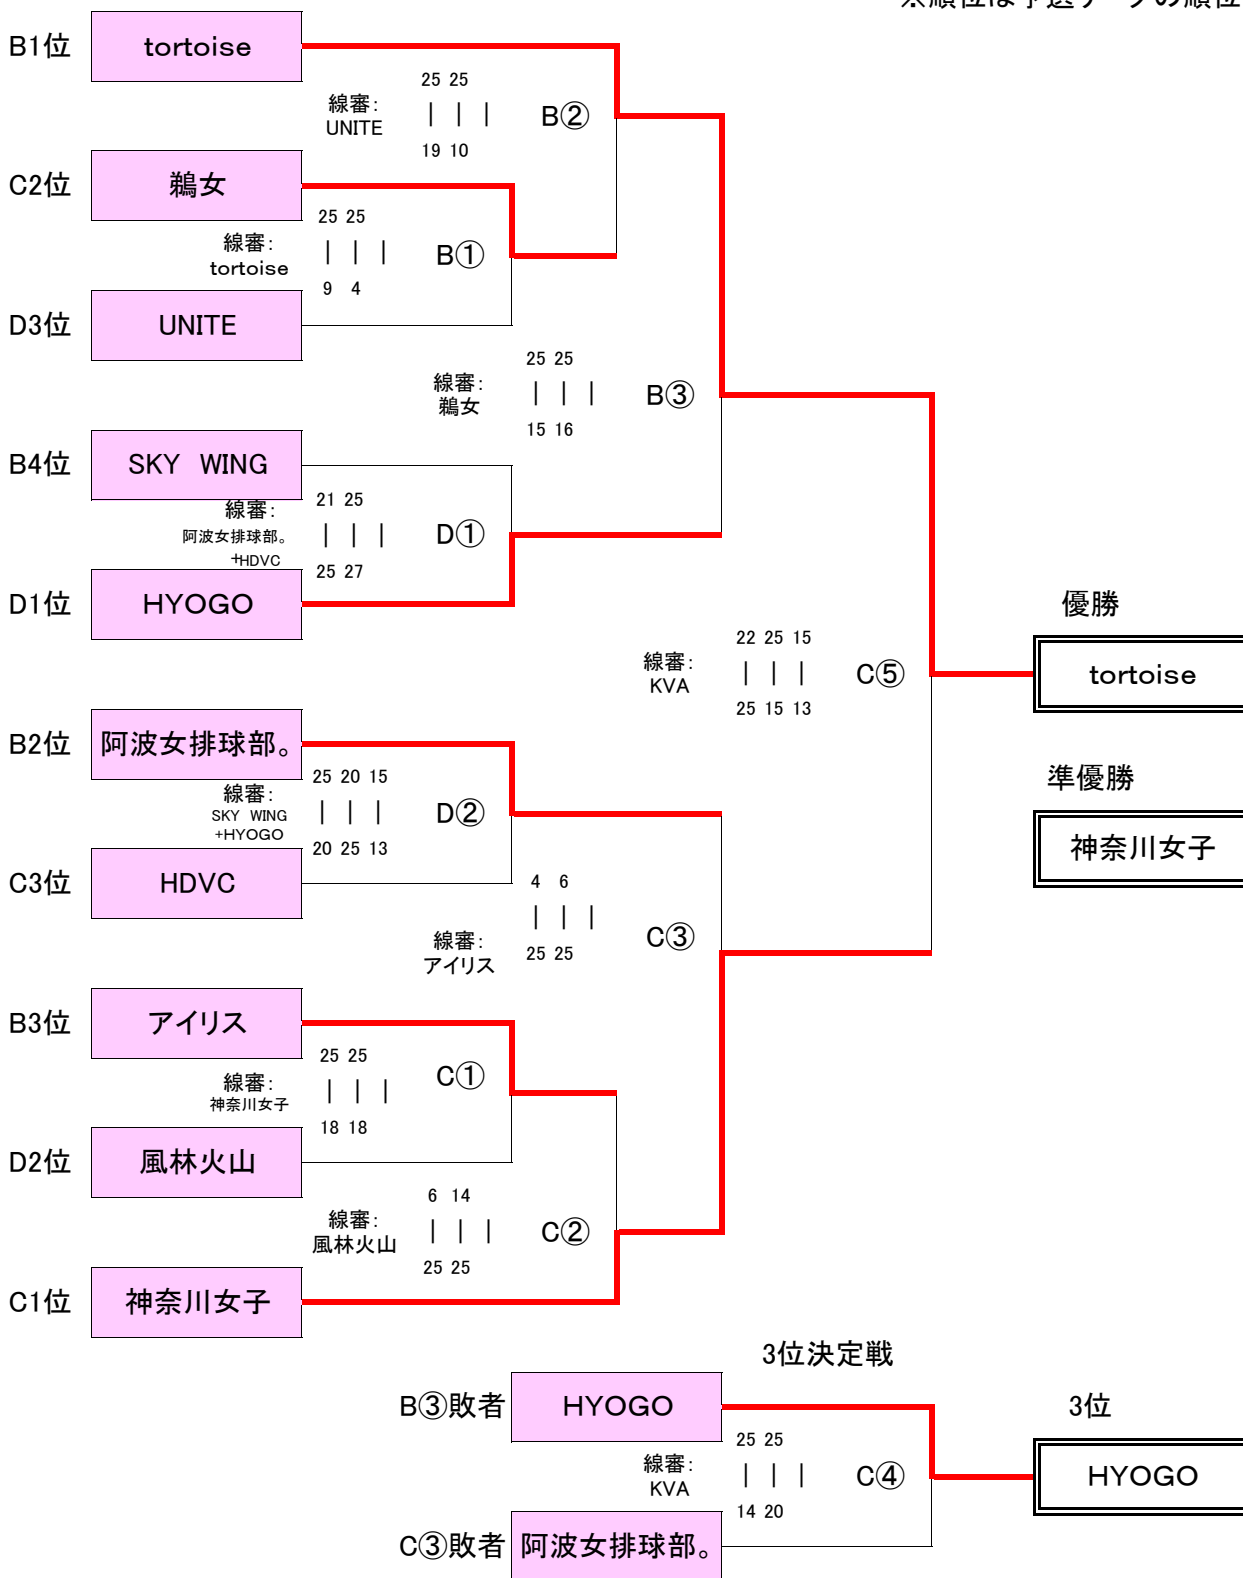 ※順位は予選リーグの順位
B1位 tortoise
25 25
線審：
UNITE
| | |
B②
19 10
C2位 鵜女
25 25
線審：
tortoise
| | |
B①
9 4
D3位 UNITE
25 25
線審：
鵜女
| | |
B③
15 16
B4位 SKY WING
21 25
線審：
阿波女排球部。
+HDVC
| | |
D①
25 27
D1位 HYOGO
優勝
22 25 15
線審：
KVA
| | |
C⑤
tortoise
25 15 13
B2位 阿波女排球部。
準優勝
25 20 15
線審：
SKY WING
+HYOGO
| | |
D②
神奈川女子
20 25 13
C3位 HDVC
4 6
| | |
C③
線審：
アイリス
25 25
B3位 アイリス
25 25
線審：
神奈川女子
| | |
C①
18 18
D2位 風林火山
6 14
線審：
風林火山
| | |
C②
25 25
C1位 神奈川女子
3位決定戦
B③敗者 HYOGO
3位
25 25
線審：
KVA
| | |
C④
HYOGO
14 20
C③敗者 阿波女排球部。